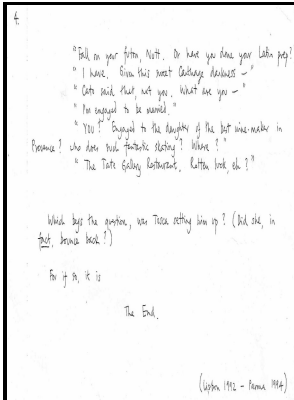 4.
"Fall on your futon, Nott. Or have you done your Latin prep?
"I have. Given this sweet Carthage darkness –"
"Cato said that, not you. What are you –"
"I'm engaged to be married."
"YOU? Engaged to the daughter of the best wine-maker in
Provence? who does such fantastic skating? Where?"
"The Tate Gallery Restaurant. Rotten luck, eh?"
Which begs the question, was Tosca setting him up? (Did she, in
fact, bounce back?)
For if so, it is
The End.
(Lisbon 1992 – Parma 1994)